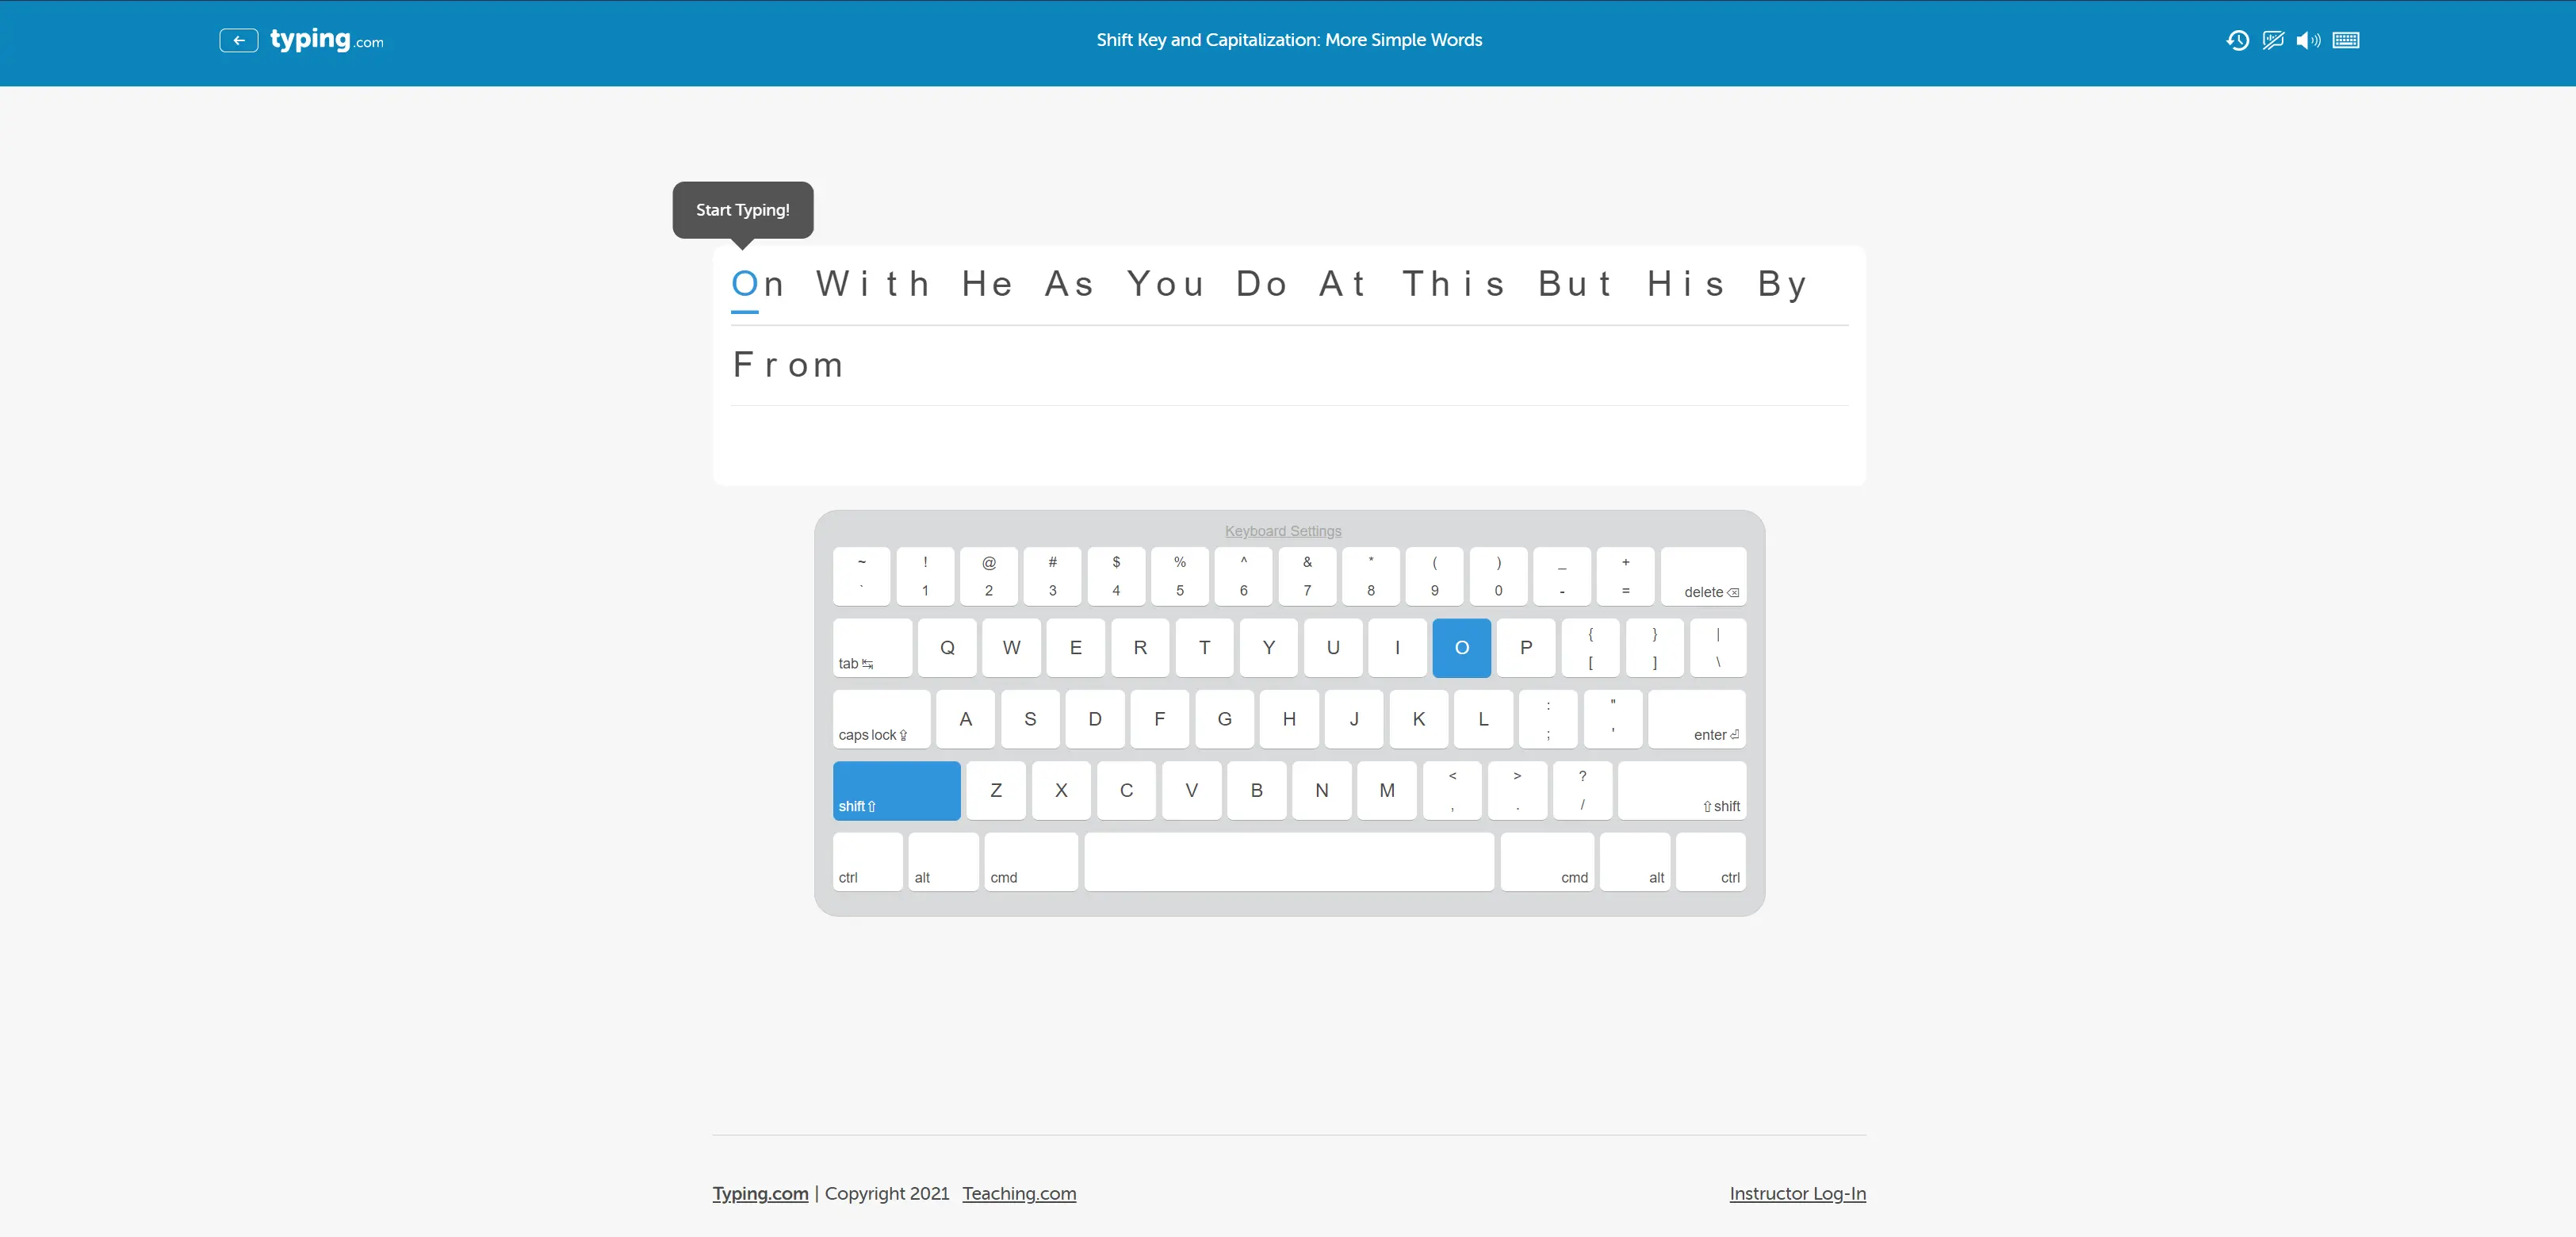 typing.com
Shift Key and Capitalization: More Simple Words
Start Typing!
On With He As You Do At This But His By
From
Keyboard Settings
~ ! @ # $ % ^ & * ( ) _ +
` 1 2 3 4 5 6 7 8 9 0 - = delete
tab Q W E R T Y U I O P { [ } ] | \
caps lock A S D F G H J K L : ; " ' enter
shift Z X C V B N M < , > . ? / shift
ctrl alt cmd cmd alt ctrl
Typing.com | Copyright 2021 Teaching.com Instructor Log-In